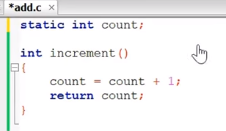 *add.c
static int count;
int increment()
{
count = count + 1;
return count;
}